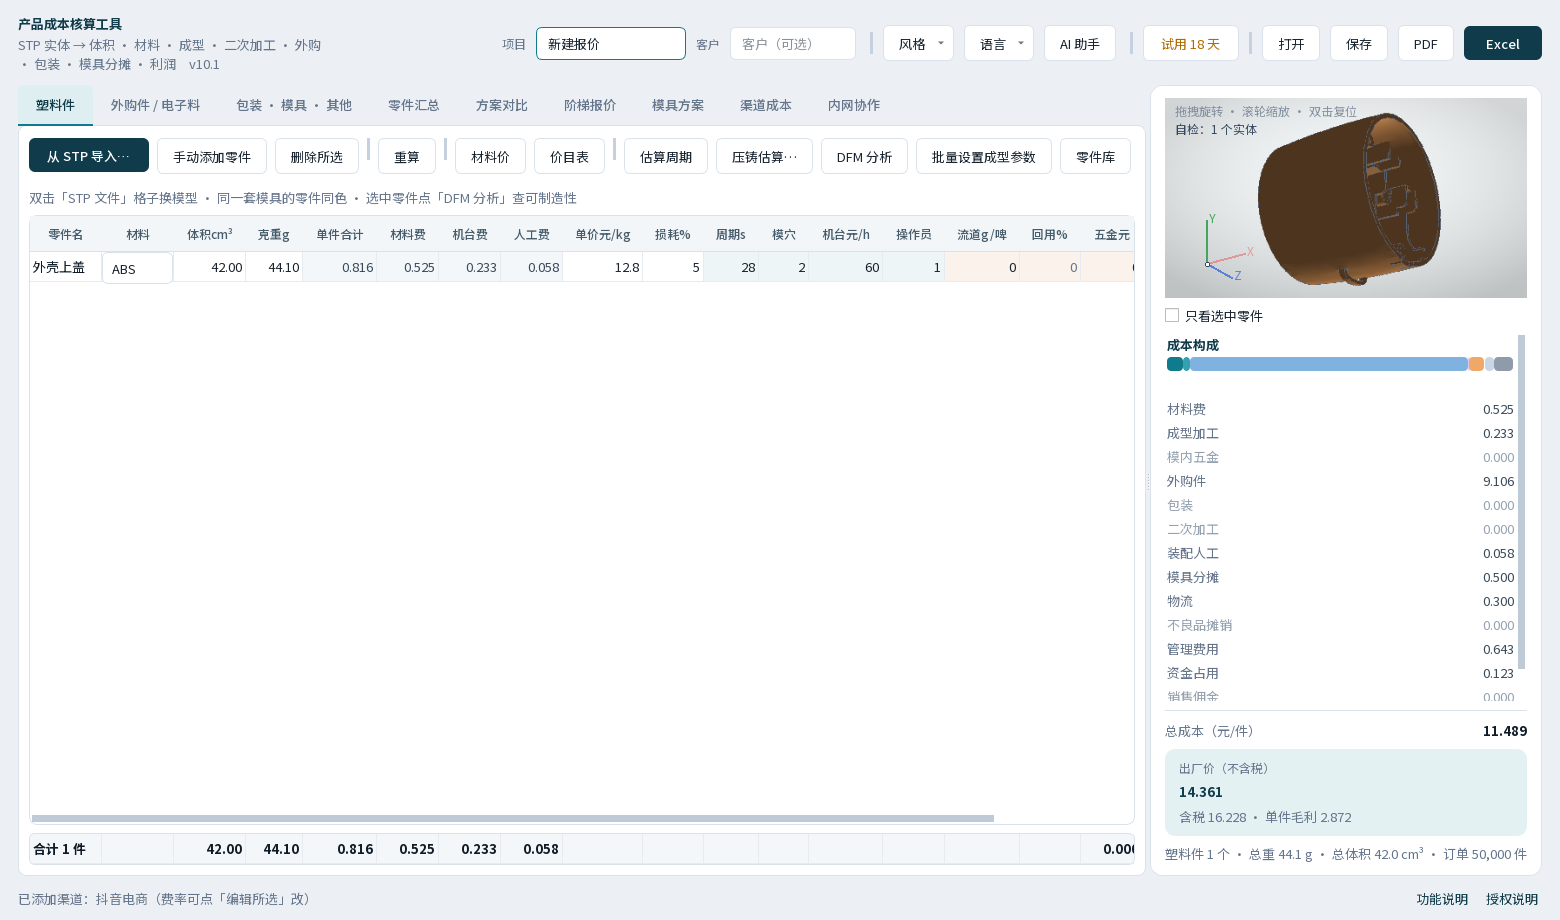 产品成本核算工具
STP 实体 → 体积 · 材料 · 成型 · 二次加工 · 外购
· 包装 · 模具分摊 · 利润 v10.1
项目 新建报价 客户 客户（可选） 风格 语言 AI 助手 试用 18 天 打开 保存 PDF Excel
塑料件 外购件 / 电子料 包装 · 模具 · 其他 零件汇总 方案对比 阶梯报价 模具方案 渠道成本 内网协作
从 STP 导入… 手动添加零件 删除所选 重算 材料价 价目表 估算周期 压铸估算… DFM 分析 批量设置成型参数 零件库
双击「STP 文件」格子换模型 · 同一套模具的零件同色 · 选中零件点「DFM 分析」查可制造性
零件名 材料 体积cm³ 克重g 单件合计 材料费 机台费 人工费 单价元/kg 损耗% 周期s 模穴 机台元/h 操作员 流道g/啤 回用% 五金元
外壳上盖 ABS 42.00 44.10 0.816 0.525 0.233 0.058 12.8 5 28 2 60 1 0 0
合计 1 件 42.00 44.10 0.816 0.525 0.233 0.058 0.000
拖拽旋转 · 滚轮缩放 · 双击复位
自检：1 个实体
Y
X
Z
只看选中零件
成本构成
材料费 0.525
成型加工 0.233
模内五金 0.000
外购件 9.106
包装 0.000
二次加工 0.000
装配人工 0.058
模具分摊 0.500
物流 0.300
不良品摊销 0.000
管理费用 0.643
资金占用 0.123
销售佣金 0.000
总成本（元/件） 11.489
出厂价（不含税）
14.361
含税 16.228 · 单件毛利 2.872
塑料件 1 个 · 总重 44.1 g · 总体积 42.0 cm³ · 订单 50,000 件
已添加渠道：抖音电商（费率可点「编辑所选」改）
功能说明 授权说明